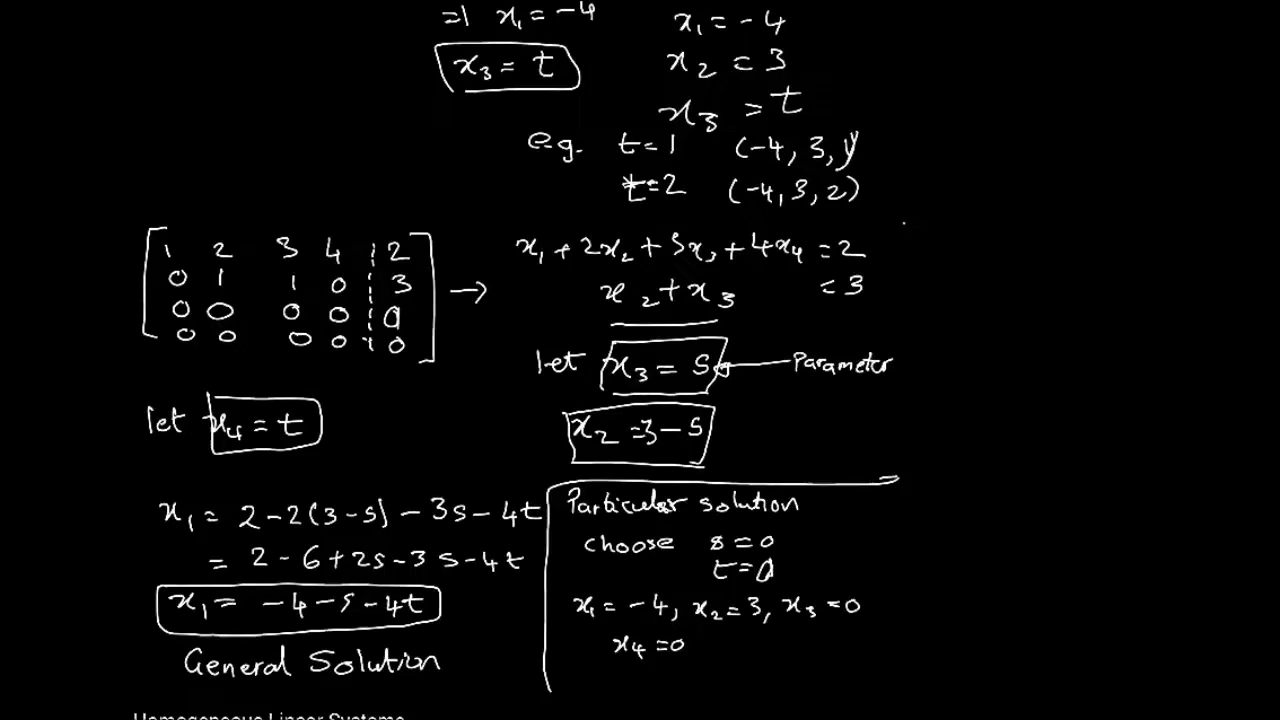 ⇒ x₁ = -4
x₃ = t
x₁ = -4
x₂ = 3
x₃ = t
e.g. t=1 (-4, 3, 1)
t=2 (-4, 3, 2)
1 2 3 4 | 2
0 1 1 0 | 3
0 0 0 0 | 0
0 0 0 0 | 0
→
x₁ + 2x₂ + 3x₃ + 4x₄ = 2
x₂ + x₃ = 3
let x₃ = s ← Parameter
x₂ = 3 - s
let x₄ = t
x₁ = 2 - 2(3 - s) - 3s - 4t
= 2 - 6 + 2s - 3s - 4t
x₁ = -4 - s - 4t
General Solution
Particular solution
choose s = 0
t = 0
x₁ = -4, x₂ = 3, x₃ = 0
x₄ = 0
Homogeneous Linear Systems